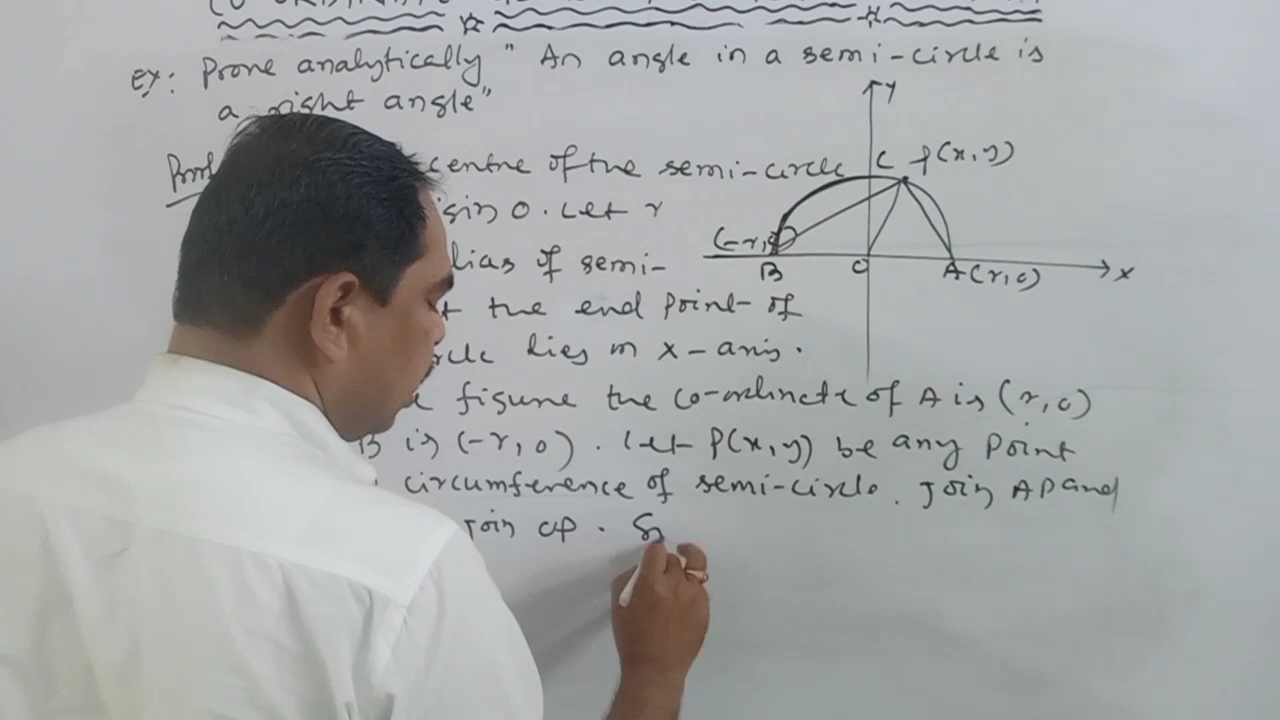 Ex: Prove analytically "An angle in a semi-circle is
a right angle"
Proof centre of the semi-circle
0. Let r
of semi-
the end point of
lies on x-axis.
figure the co-ordinate of A is (r, 0)
B is (-r, 0). Let P(x, y) be any point
circumference of semi-circle. Join AP and
Join OP.
Y
C P(x, y)
(-r, 0)
B O A(r, 0) X